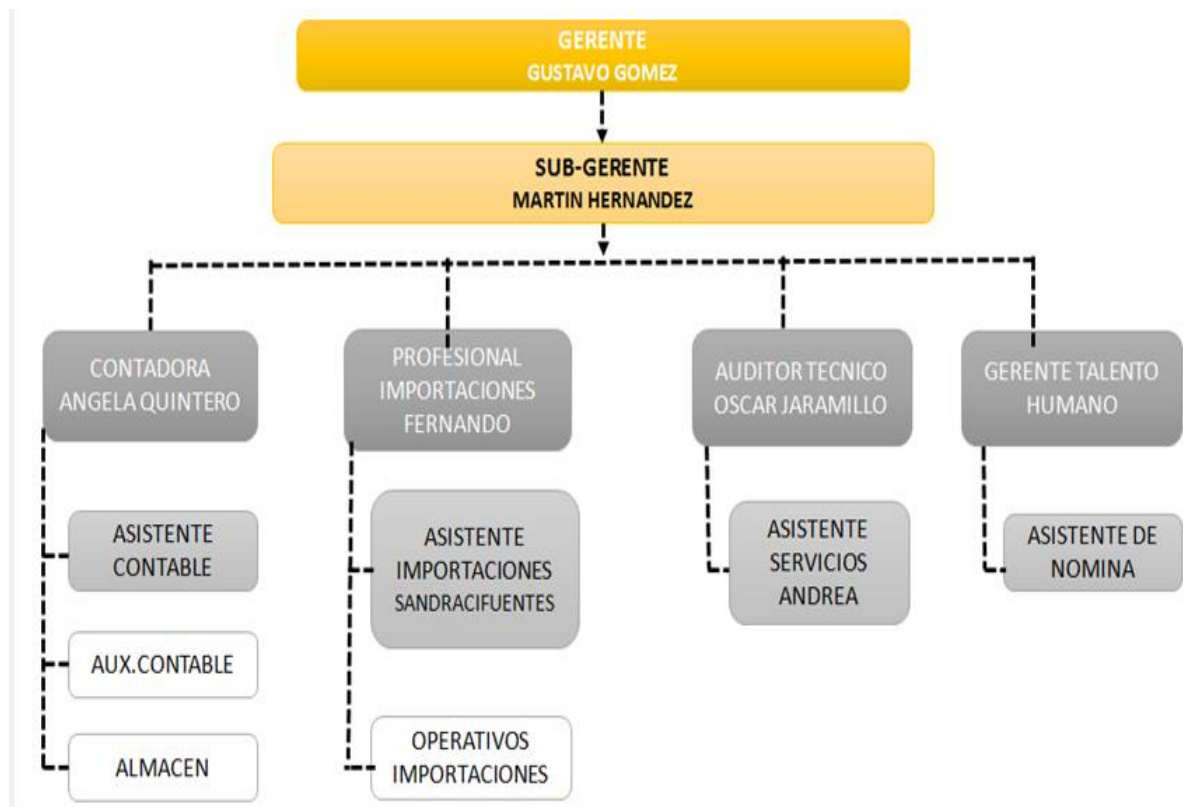 GERENTE
GUSTAVO GOMEZ
SUB-GERENTE
MARTIN HERNANDEZ
CONTADORA
ANGELA QUINTERO
PROFESIONAL
IMPORTACIONES
FERNANDO
AUDITOR TECNICO
OSCAR JARAMILLO
GERENTE TALENTO
HUMANO
ASISTENTE
CONTABLE
ASISTENTE
IMPORTACIONES
SANDRACIFUENTES
ASISTENTE
SERVICIOS
ANDREA
ASISTENTE DE
NOMINA
AUX.CONTABLE
ALMACEN
OPERATIVOS
IMPORTACIONES